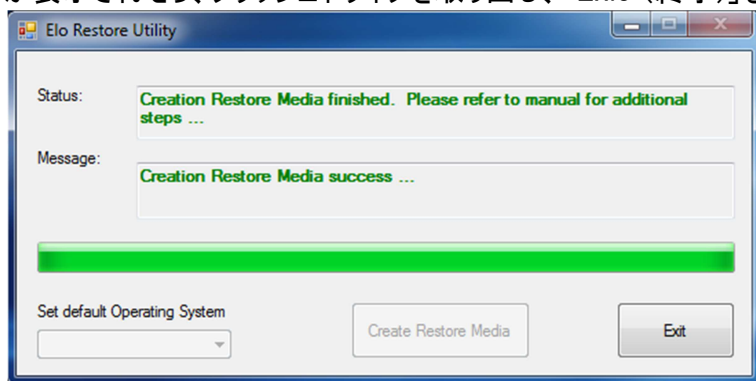 Elo Restore Utility
Status:
Creation Restore Media finished. Please refer to manual for additional
steps ...
Message:
Creation Restore Media success ...
Set default Operating System
Create Restore Media
Exit